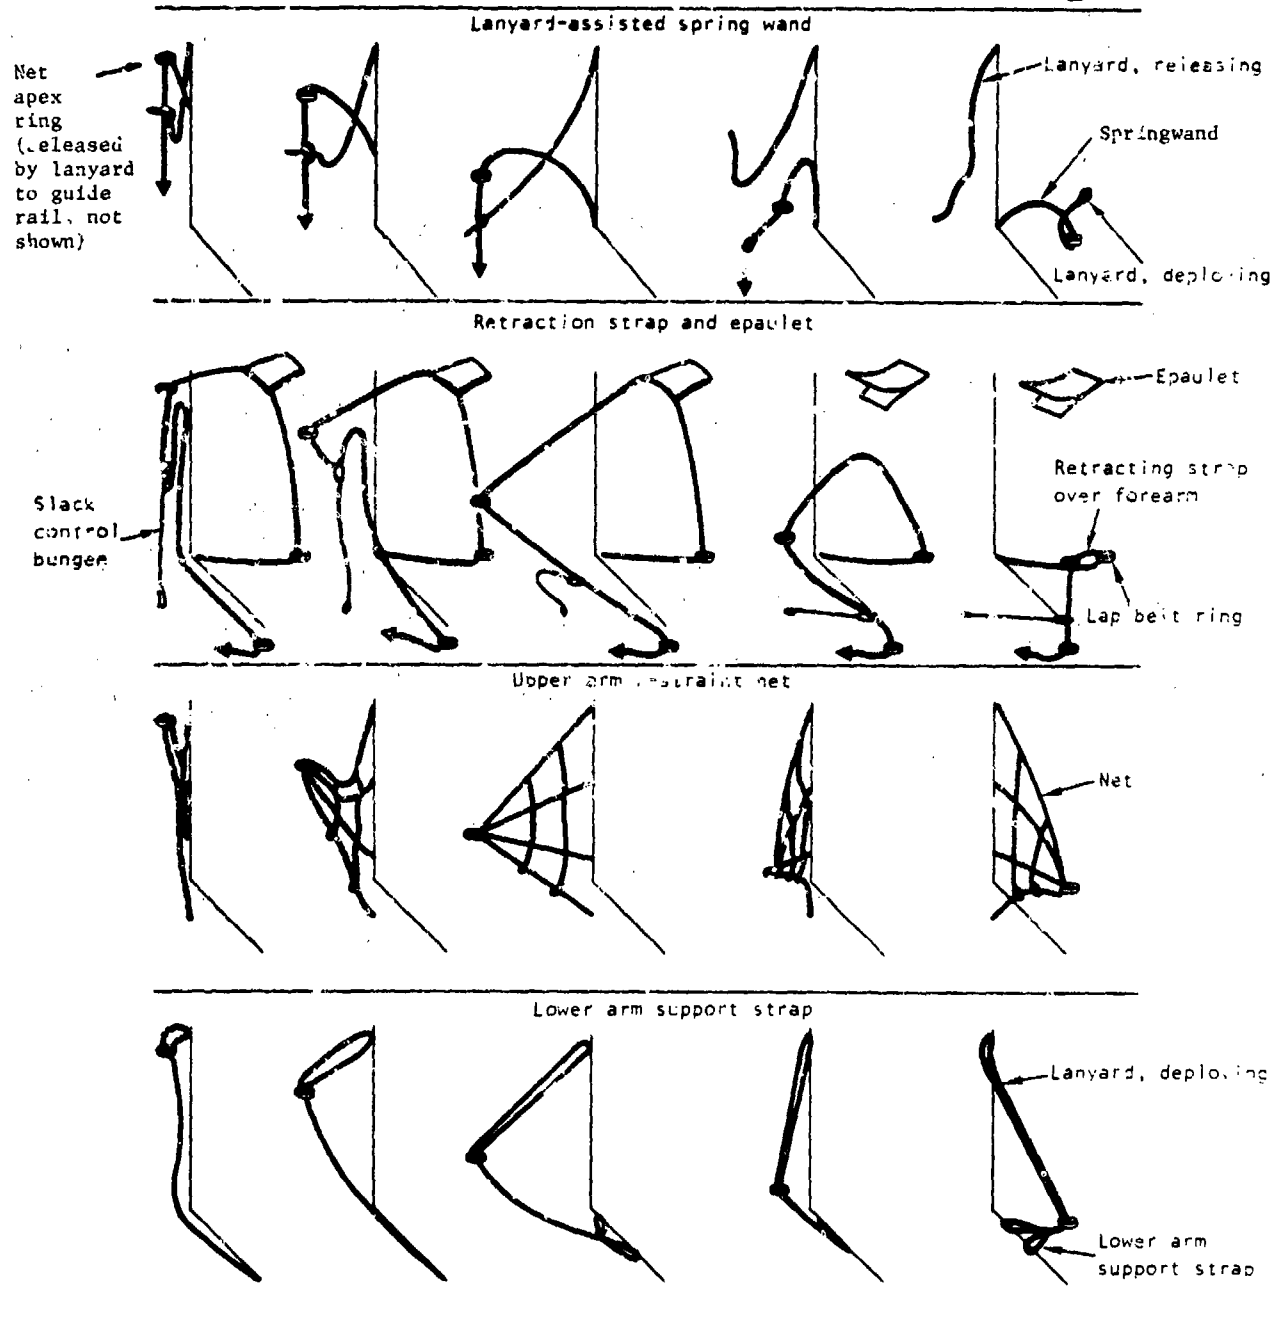 Lanyard-assisted spring wand
Net
apex
ring
(released
by lanyard
to guide
rail, not
shown)
Lanyard, releasing
Springwand
Lanyard, deploying
Retraction strap and epaulet
Epaulet
Retracting strap
over forearm
Slack
control
bungee
Lap belt ring
Upper arm restraint net
Net
Lower arm support strap
Lanyard, deploying
Lower arm
support strap